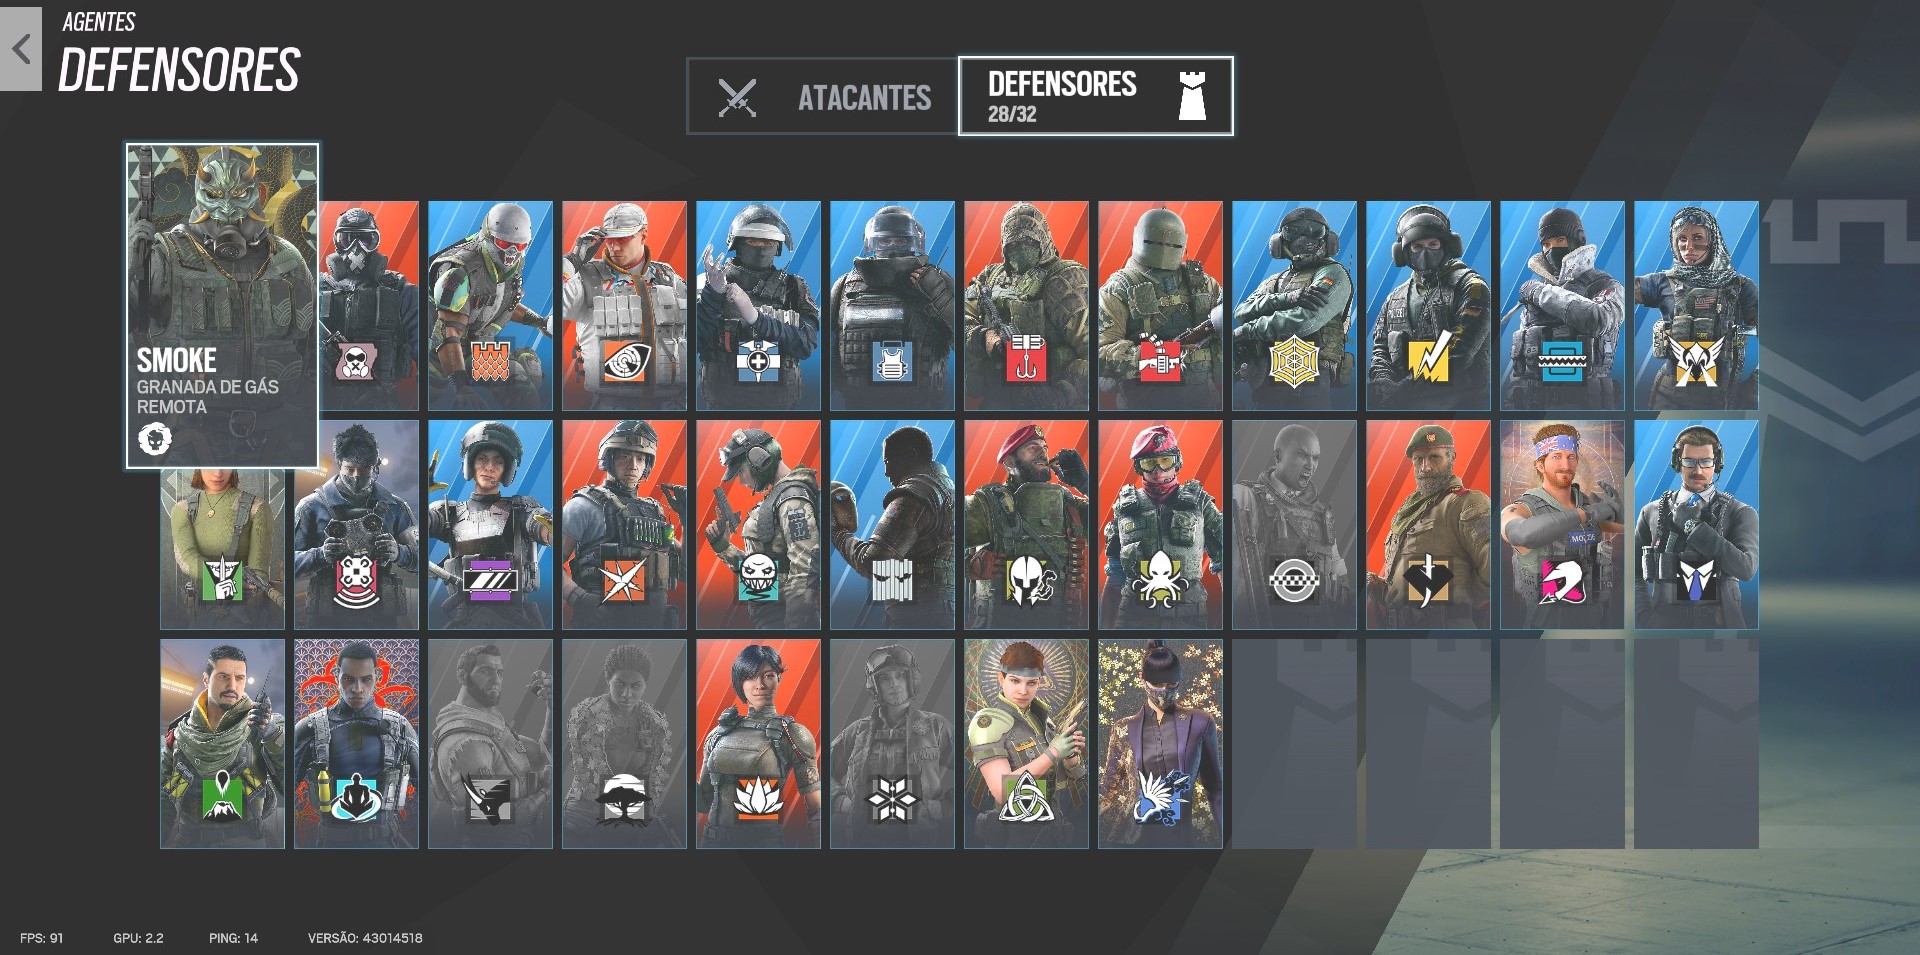 AGENTES
DEFENSORES
ATACANTES
DEFENSORES
28/32
SMOKE
GRANADA DE GÁS
REMOTA
FPS: 91
GPU: 2.2
PING: 14
VERSÃO: 43014518